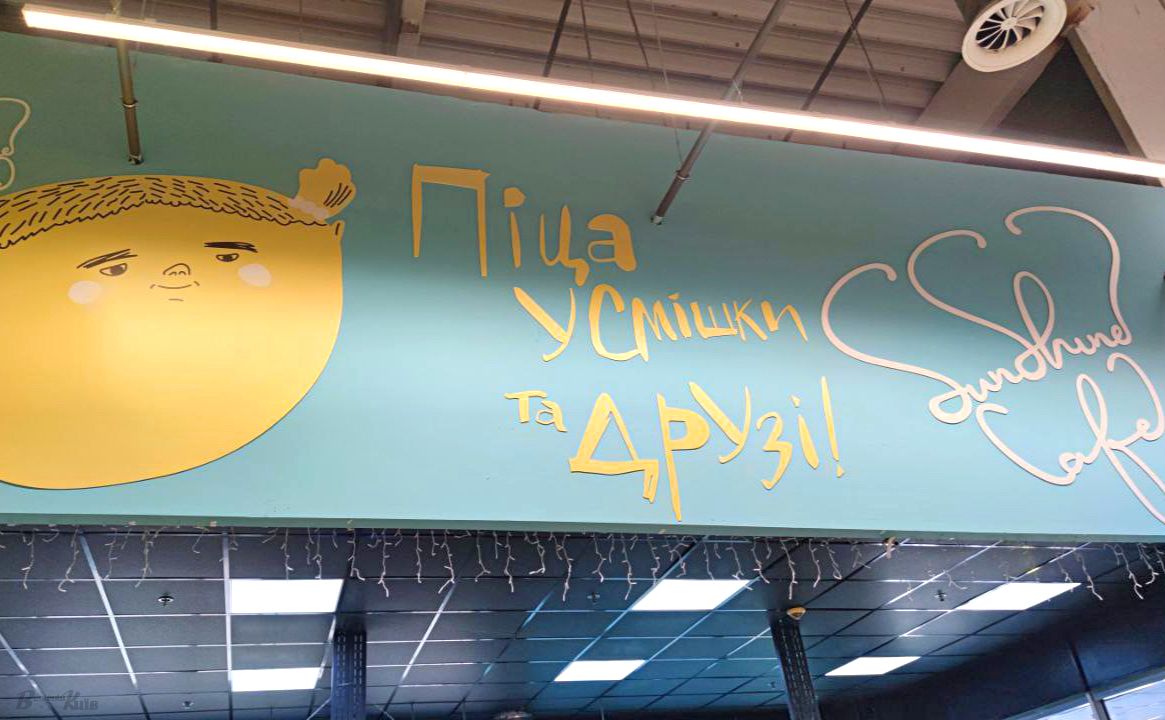 Піца
усмішки
та друзі!
Sunshine
Cafe